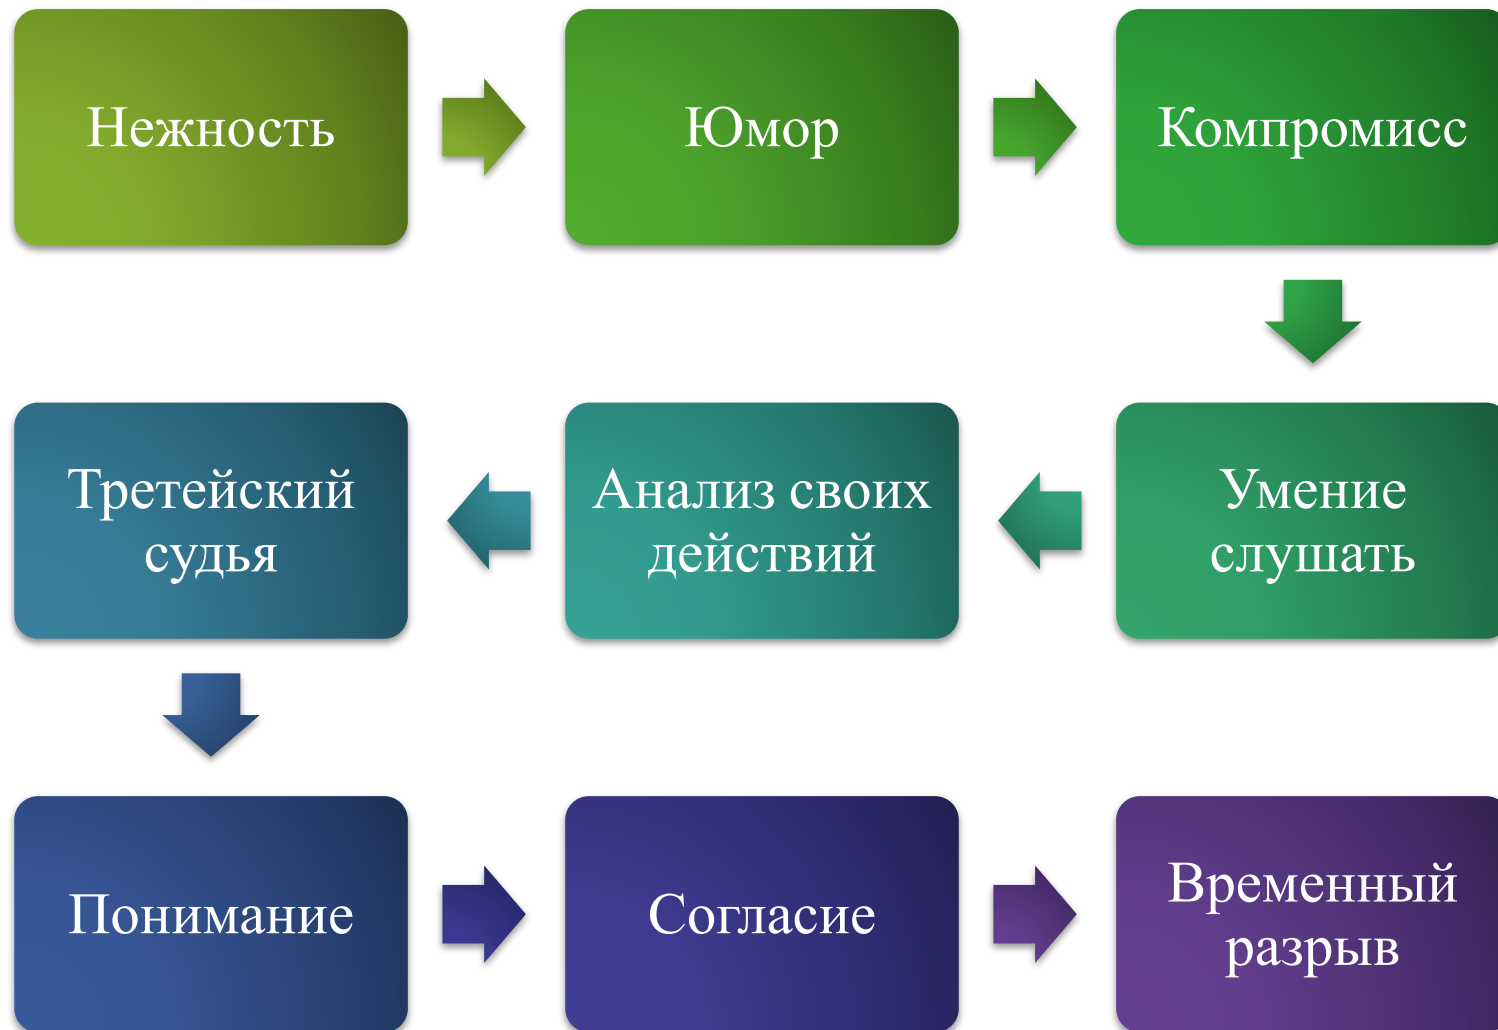 Нежность
Юмор
Компромисс
Умение
слушать
Анализ своих
действий
Третейский
судья
Понимание
Согласие
Временный
разрыв